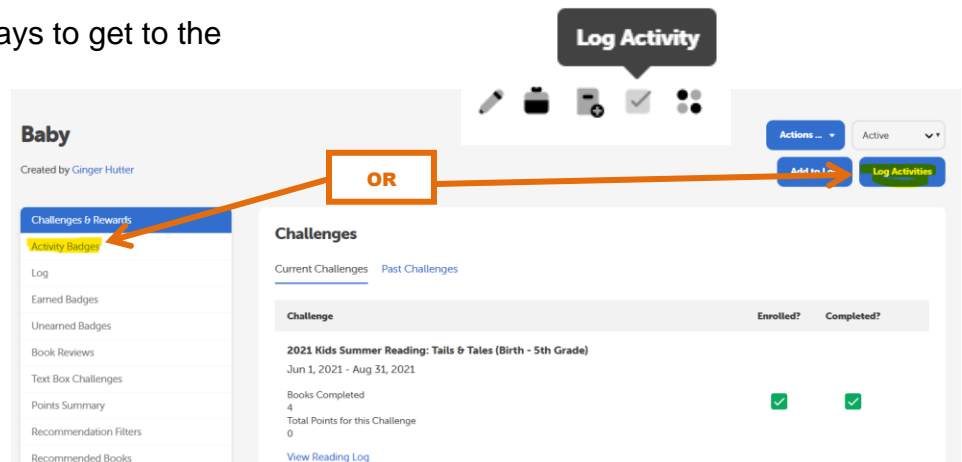 ays to get to the
Log Activity
Baby
Actions ...
Active
Created by Ginger Hutter
OR
Add to Lo
Log Activities
Challenges & Rewards
Activity Badges
Log
Earned Badges
Unearned Badges
Book Reviews
Text Box Challenges
Points Summary
Recommendation Filters
Recommended Books
Challenges
Current Challenges Past Challenges
Challenge Enrolled? Completed?
2021 Kids Summer Reading: Tails & Tales (Birth - 5th Grade)
Jun 1, 2021 - Aug 31, 2021
Books Completed
4
Total Points for this Challenge
0
View Reading Log